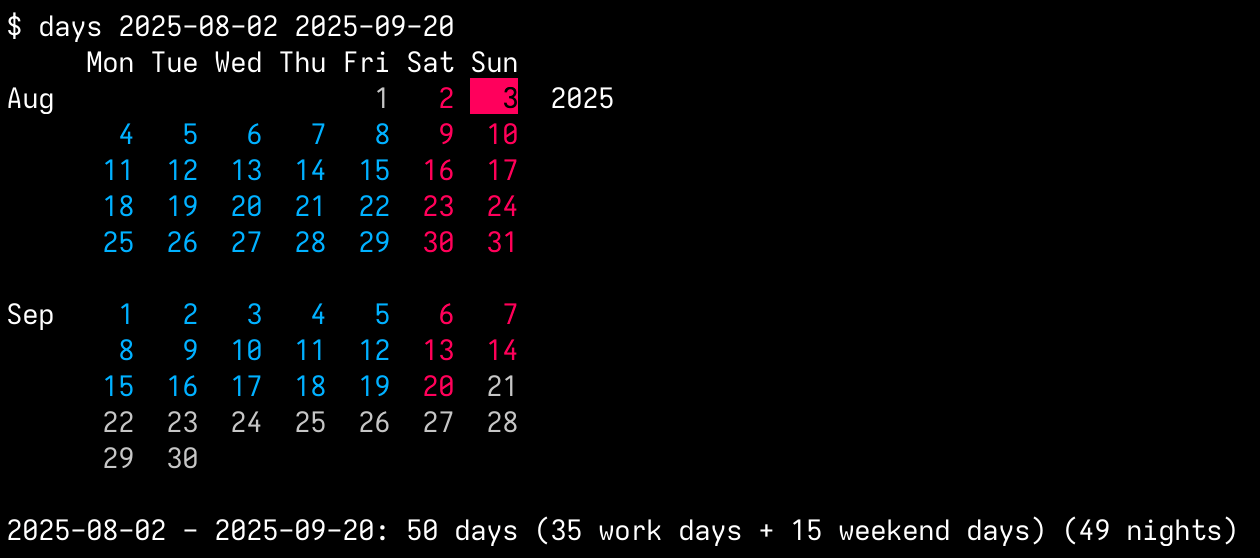 $ days 2025-08-02 2025-09-20
     Mon Tue Wed Thu Fri Sat Sun
Aug                    1   2   3  2025
       4   5   6   7   8   9  10
      11  12  13  14  15  16  17
      18  19  20  21  22  23  24
      25  26  27  28  29  30  31
Sep    1   2   3   4   5   6   7
       8   9  10  11  12  13  14
      15  16  17  18  19  20  21
      22  23  24  25  26  27  28
      29  30
2025-08-02 - 2025-09-20: 50 days (35 work days + 15 weekend days) (49 nights)